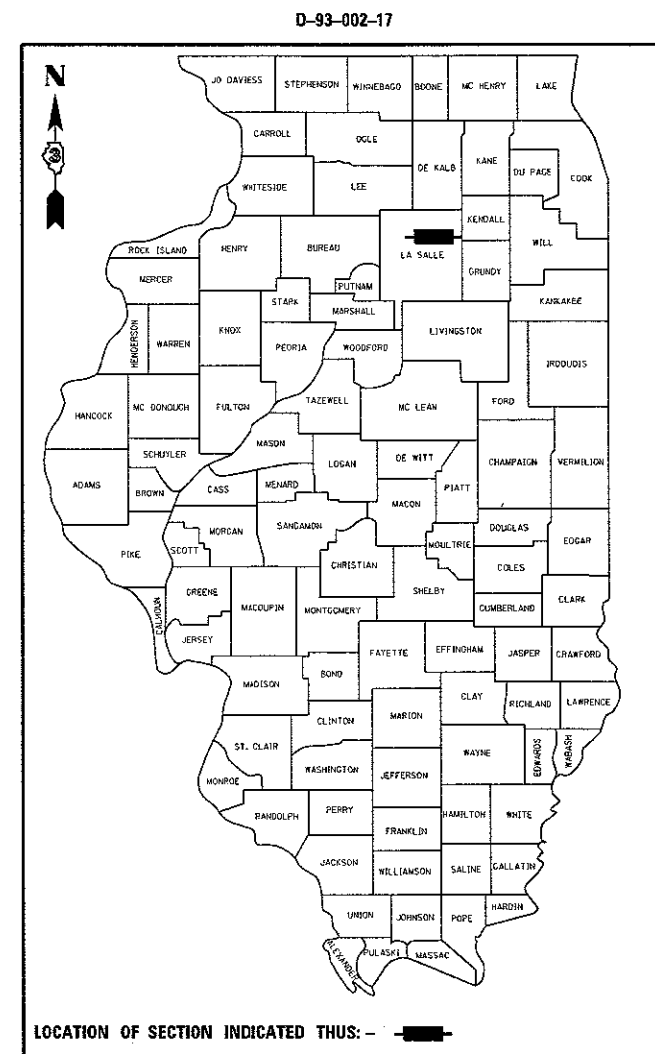 D-93-002-17
N
JO DAVIESS STEPHENSON WINNEBAGO BOONE MC HENRY LAKE
CARROLL OGLE
DE KALB KANE DU PAGE COOK
WHITESIDE LEE
KENDALL
WILL
ROCK ISLAND HENRY BUREAU LA SALLE GRUNDY
MERCER PUTNAM
KANKAKEE
STARK MARSHALL
HENDERSON WARREN KNOX LIVINGSTON
PEORIA WOODFORD
IROQUOIS
HANCOCK MC DONOUGH FULTON TAZEWELL MC LEAN FORD
MASON
SCHUYLER LOGAN DE WITT CHAMPAIGN VERMILION
ADAMS BROWN CASS MENARD PIATT
MACON
MORGAN SANGAMON DOUGLAS
PIKE SCOTT CHRISTIAN MOULTRIE EDGAR
COLES
GREENE MACOUPIN MONTGOMERY SHELBY CUMBERLAND CLARK
CALHOUN JERSEY
FAYETTE EFFINGHAM JASPER CRAWFORD
MADISON BOND
CLAY RICHLAND LAWRENCE
CLINTON MARION
ST. CLAIR WAYNE EDWARDS WABASH
WASHINGTON JEFFERSON
MONROE
RANDOLPH PERRY HAMILTON WHITE
FRANKLIN
JACKSON WILLIAMSON SALINE GALLATIN
UNION JOHNSON POPE HARDIN
ALEXANDER PULASKI MASSAC
LOCATION OF SECTION INDICATED THUS: -